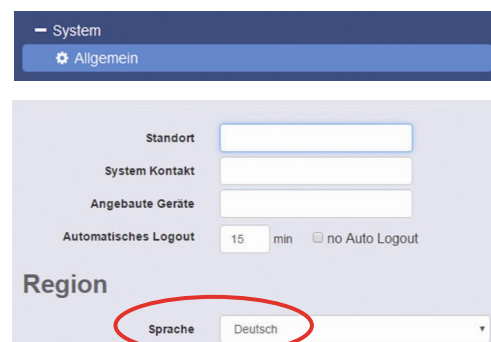 System
Allgemein
Standort
System Kontakt
Angebaute Geräte
Automatisches Logout 15 min no Auto Logout
Region
Sprache Deutsch